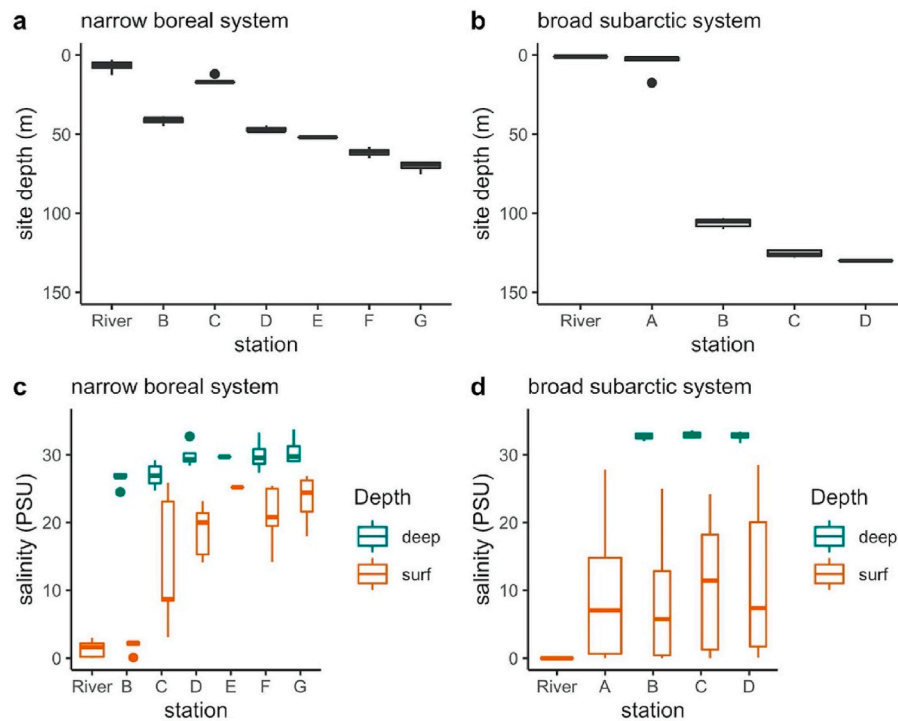 a narrow boreal system
0
50
100
150
site depth (m)
River B C D E F G
station
b broad subarctic system
0
50
100
150
site depth (m)
River A B C D
station
c narrow boreal system
30
20
10
0
salinity (PSU)
River B C D E F G
station
Depth
deep
surf
d broad subarctic system
30
20
10
0
salinity (PSU)
River A B C D
station
Depth
deep
surf